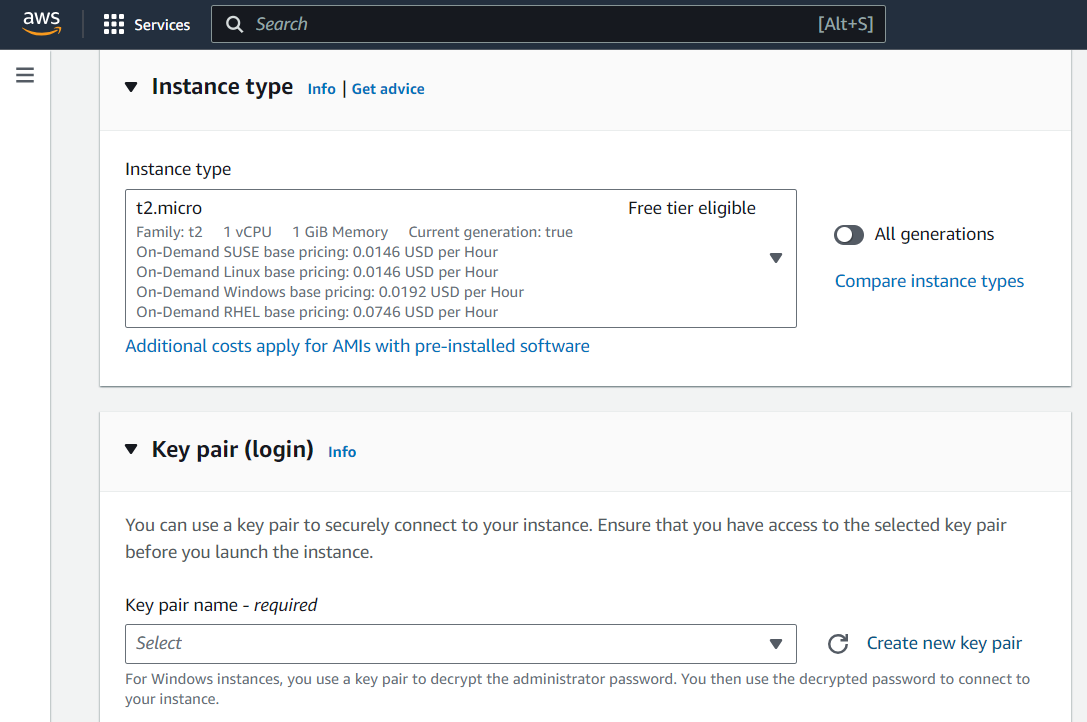 aws
Services
Search
[Alt+S]
Instance type
Info | Get advice
Instance type
t2.micro
Free tier eligible
Family: t2 1 vCPU 1 GiB Memory Current generation: true
On-Demand SUSE base pricing: 0.0146 USD per Hour
On-Demand Linux base pricing: 0.0146 USD per Hour
On-Demand Windows base pricing: 0.0192 USD per Hour
On-Demand RHEL base pricing: 0.0746 USD per Hour
All generations
Compare instance types
Additional costs apply for AMIs with pre-installed software
Key pair (login)
Info
You can use a key pair to securely connect to your instance. Ensure that you have access to the selected key pair
before you launch the instance.
Key pair name - required
Select
Create new key pair
For Windows instances, you use a key pair to decrypt the administrator password. You then use the decrypted password to connect to
your instance.